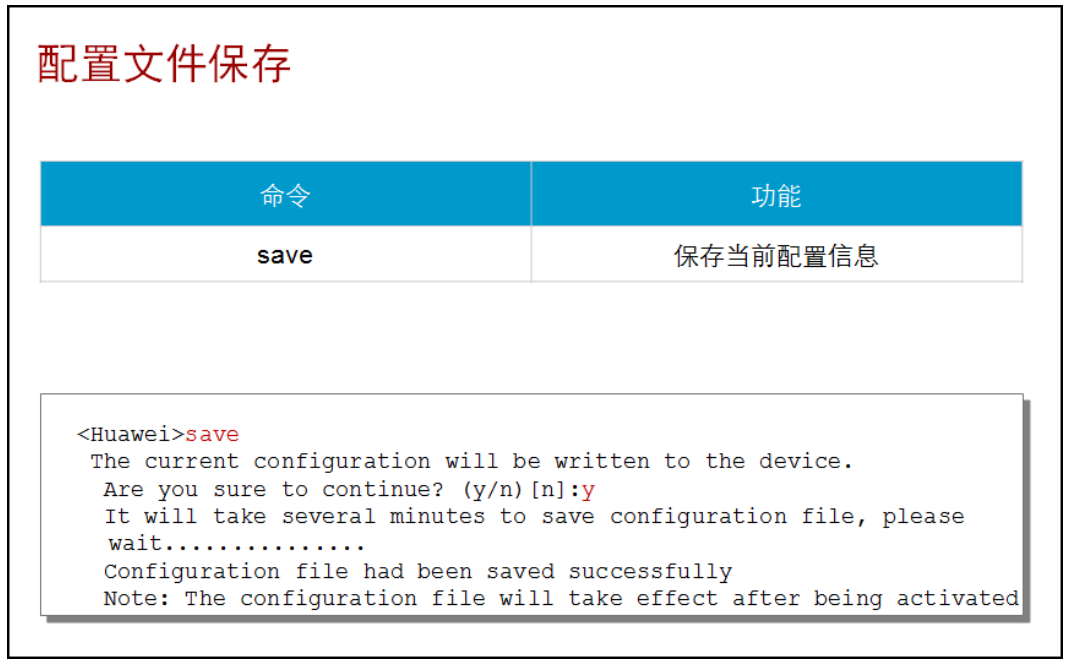 配置文件保存
命令 功能
save 保存当前配置信息
<Huawei>save
The current configuration will be written to the device.
Are you sure to continue? (y/n)[n]:y
It will take several minutes to save configuration file, please
wait...............
Configuration file had been saved successfully
Note: The configuration file will take effect after being activated